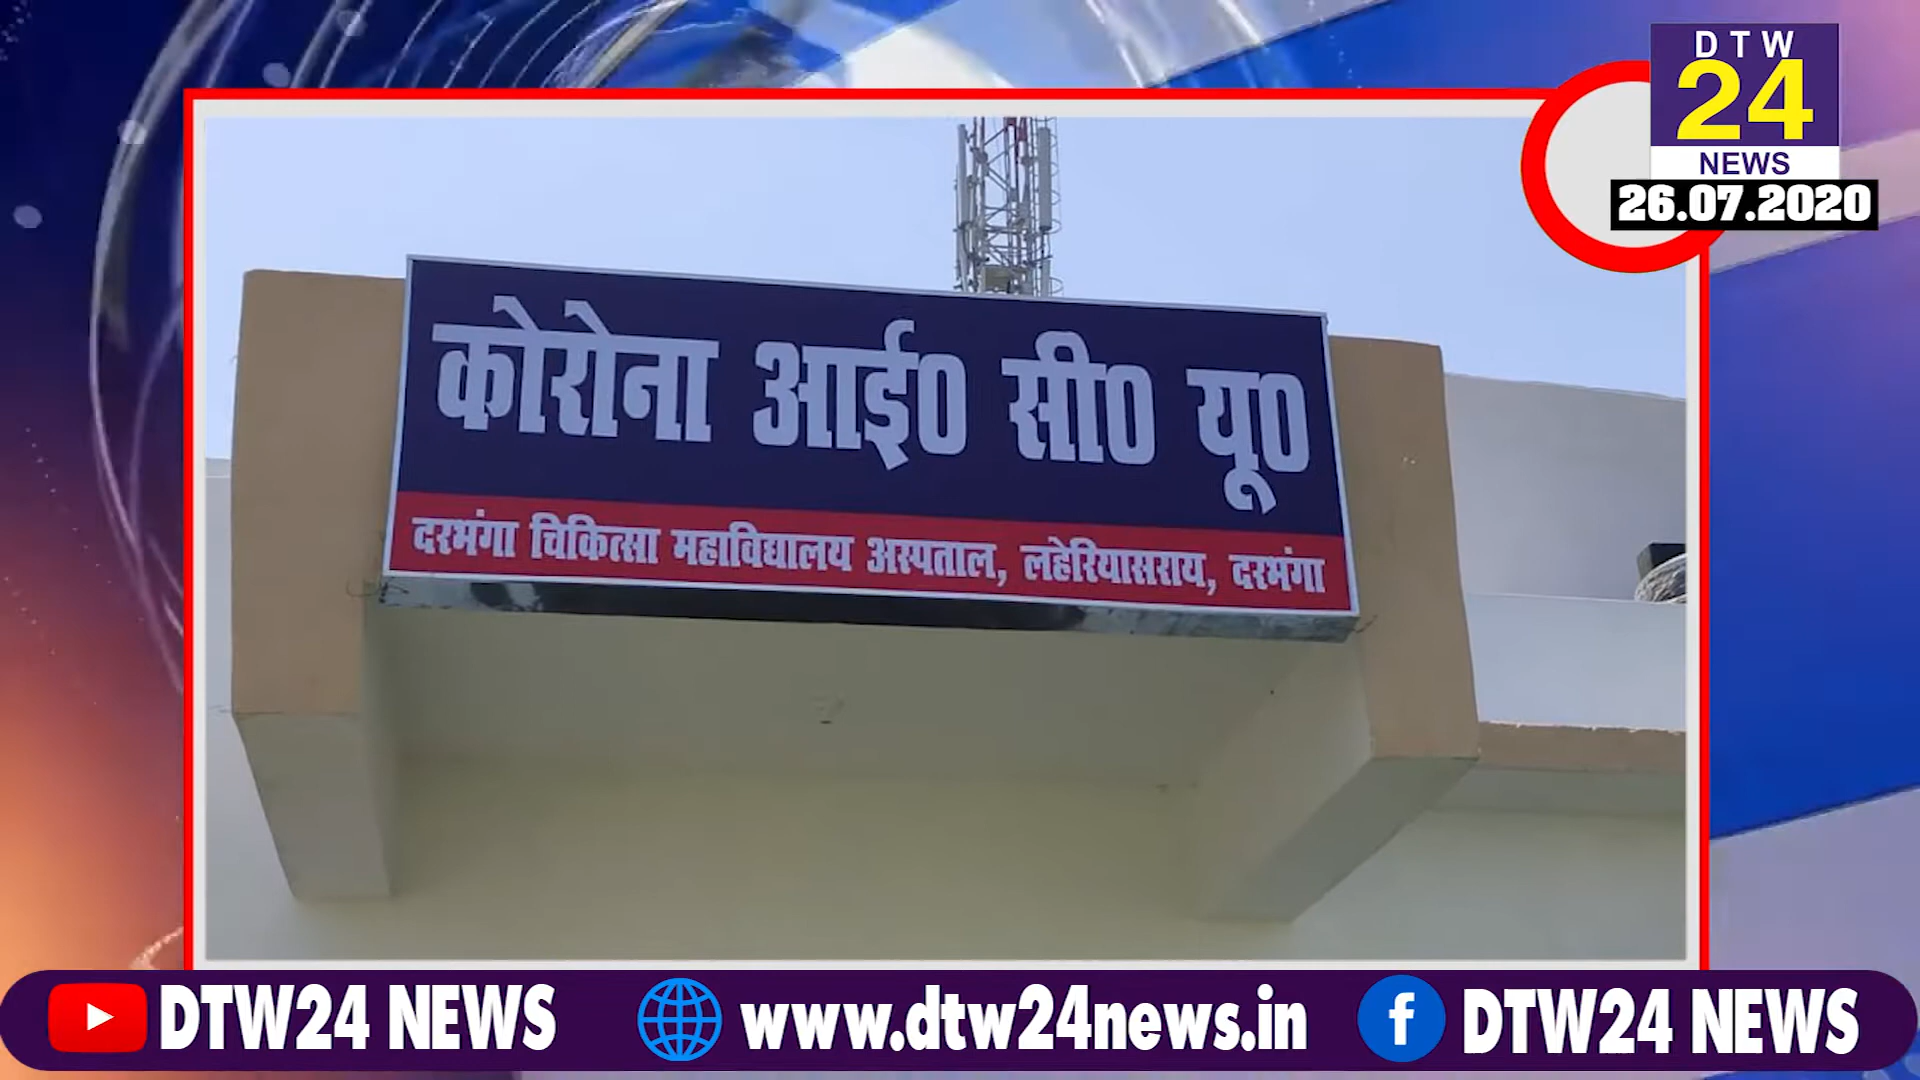 DTW
24
NEWS
26.07.2020
कोरोना आई० सी० यू०
दरभंगा चिकित्सा महाविद्यालय अस्पताल, लहेरियासराय, दरभंगा
DTW24 NEWS www.dtw24news.in DTW24 NEWS